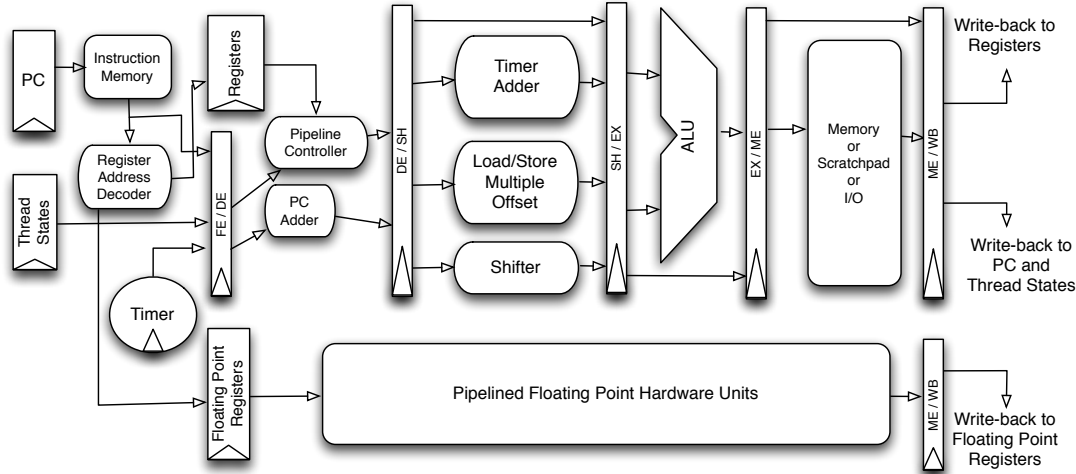 PC
Instruction
Memory
Register
Address
Decoder
Thread
States
Timer
Registers
FE / DE
Pipeline
Controller
PC
Adder
DE / SH
Timer
Adder
Load/Store
Multiple
Offset
Shifter
SH / EX
ALU
EX / ME
Memory
or
Scratchpad
or
I/O
ME / WB
Write-back to
Registers
Write-back to
PC and
Thread States
Floating Point
Registers
Pipelined Floating Point Hardware Units
ME / WB
Write-back to
Floating Point
Registers